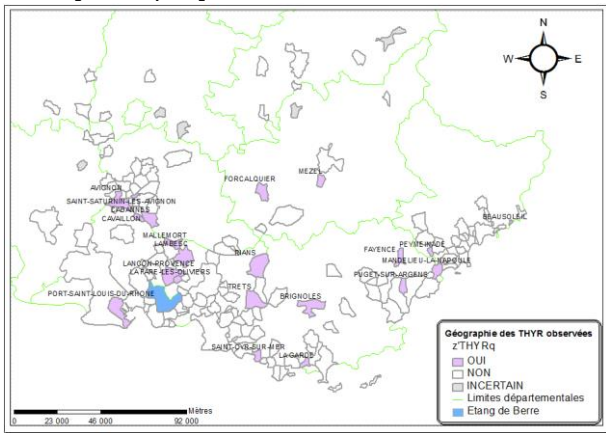 N
W
E
S
FORCALQUIER
MEZEL
AVIGNON
SAINT-SATURNIN-LES-AVIGNON
CABANNES
CAVAILLON
BEAUSOLEIL
MALLEMORT
LAMBESC
FAYENCE
PEYMEINADE
RIANS
MANDELIEU-LA-NAPOULE
LANCON-PROVENCE
LA FARE-LES-OLIVIERS
PUGET-SUR-ARGENS
TRETS
BRIGNOLES
PORT-SAINT-LOUIS-DU-RHONE
SAINT-CYR-SUR-MER
LA GARDE
Géographie des THYR observées
z'THYRq
OUI
NON
INCERTAIN
Limites départementales
Etang de Berre
Mètres
0 23 000 46 000 92 000